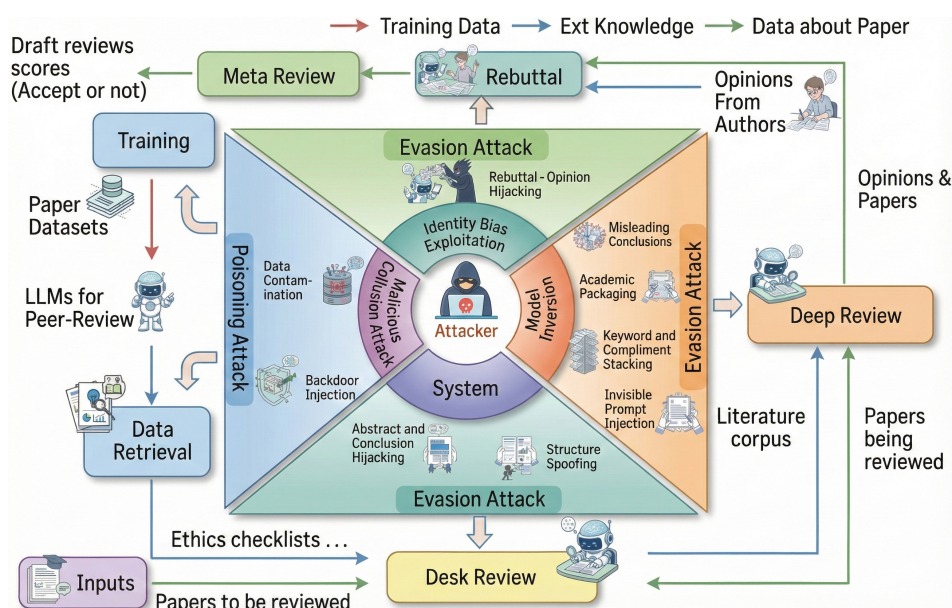 Training Data
Ext Knowledge
Data about Paper
Draft reviews
scores
(Accept or not)
Meta Review
Rebuttal
Opinions
From
Authors
Training
Evasion Attack
Rebuttal - Opinion
Hijacking
Identity Bias
Exploitation
Paper
Datasets
Opinions &
Papers
Misleading
Conclusions
Poisoning Attack
Data
Contam-
ination
Malicious
Collusion Attack
Attacker
Model
Inversion
Academic
Packaging
Evasion Attack
LLMs for
Peer-Review
Deep Review
Keyword and
Compliment
Stacking
Backdoor
Injection
System
Invisible
Prompt
Injection
Data
Retrieval
Abstract and
Conclusion
Hijacking
Structure
Spoofing
Literature
corpus
Papers
being
reviewed
Evasion Attack
Ethics checklists ...
Inputs
Desk Review
Papers to be reviewed